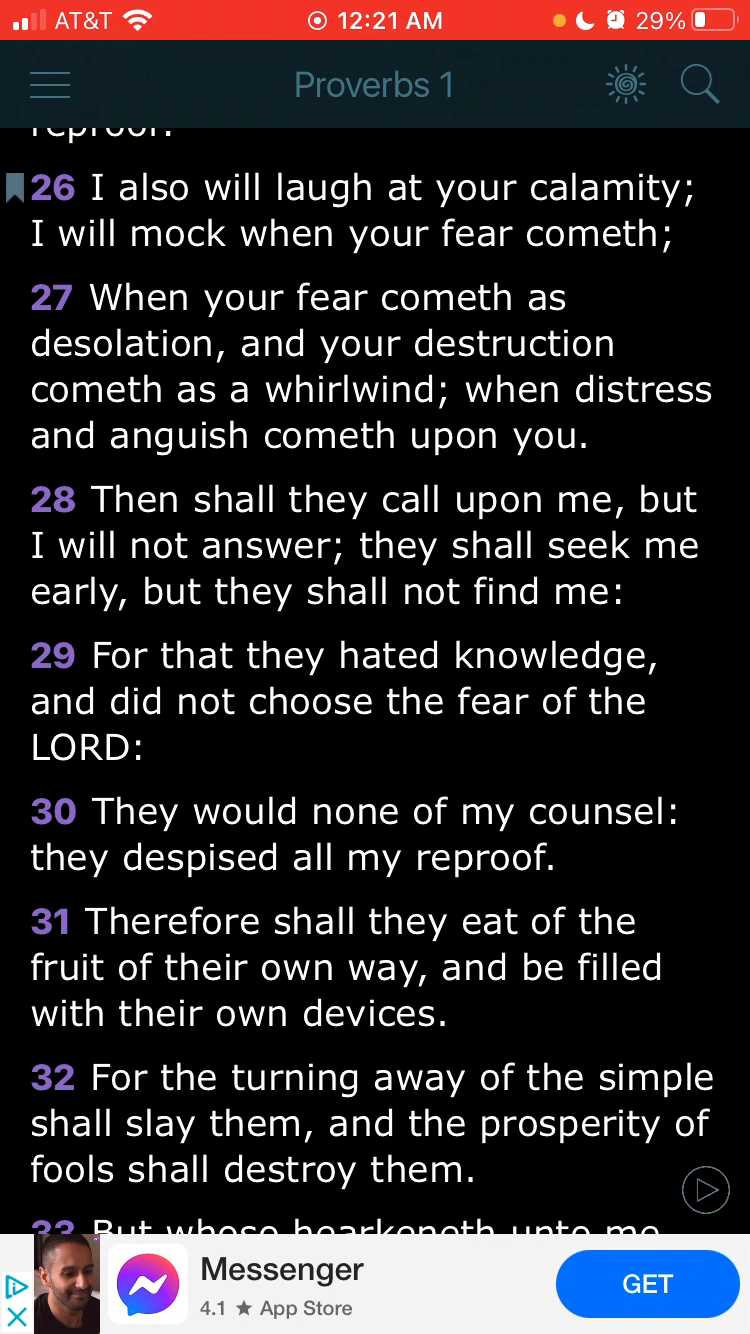 AT&T 12:21 AM 29%
Proverbs 1
reproof.
26 I also will laugh at your calamity;
I will mock when your fear cometh;
27 When your fear cometh as
desolation, and your destruction
cometh as a whirlwind; when distress
and anguish cometh upon you.
28 Then shall they call upon me, but
I will not answer; they shall seek me
early, but they shall not find me:
29 For that they hated knowledge,
and did not choose the fear of the
LORD:
30 They would none of my counsel:
they despised all my reproof.
31 Therefore shall they eat of the
fruit of their own way, and be filled
with their own devices.
32 For the turning away of the simple
shall slay them, and the prosperity of
fools shall destroy them.
33 But whoso hearkeneth unto me
Messenger
4.1 ★ App Store
GET